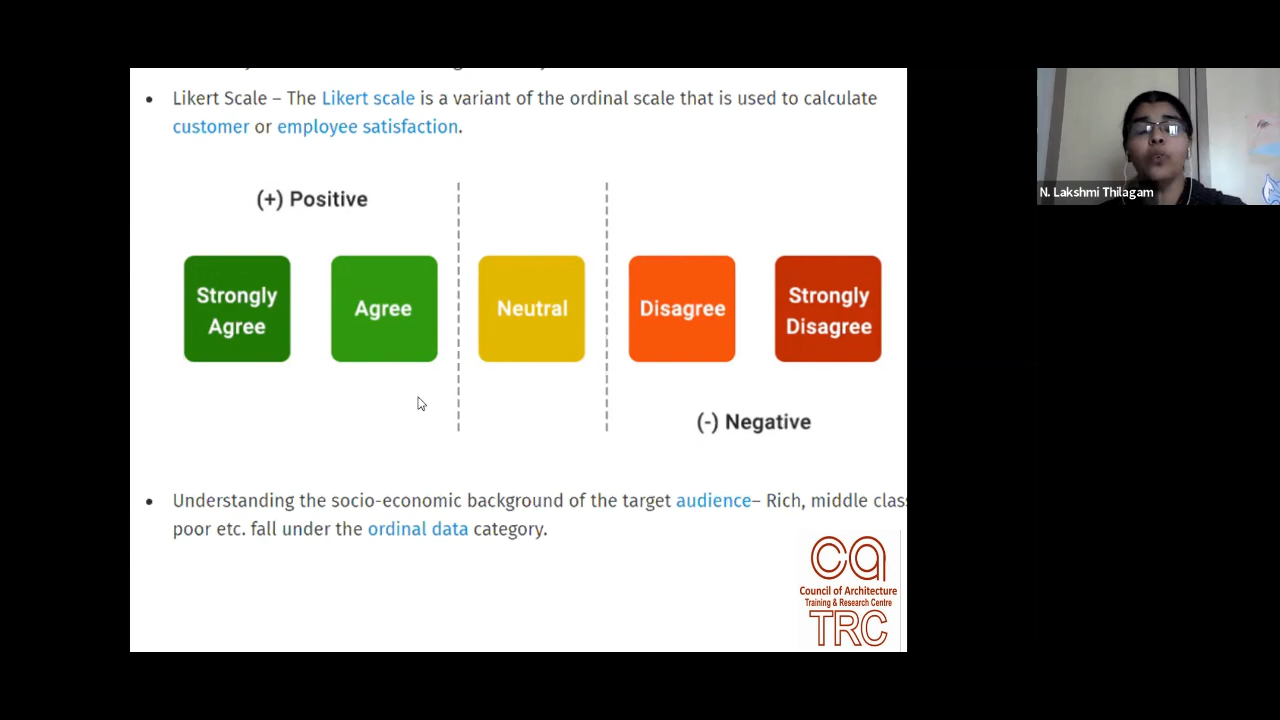 Likert Scale – The Likert scale is a variant of the ordinal scale that is used to calculate
customer or employee satisfaction.
(+) Positive
Strongly
Agree
Agree
Neutral
Disagree
Strongly
Disagree
(-) Negative
Understanding the socio-economic background of the target audience– Rich, middle clas
poor etc. fall under the ordinal data category.
ca
Council of Architecture
Training & Research Centre
TRC
N. Lakshmi Thilagam